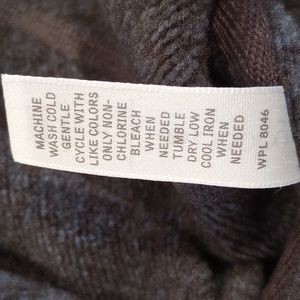 MACHINE
WASH COLD
GENTLE
CYCLE WITH
LIKE COLORS
ONLY NON-
CHLORINE
BLEACH
WHEN
NEEDED
TUMBLE
DRY LOW
COOL IRON
WHEN
NEEDED
WPL 8046